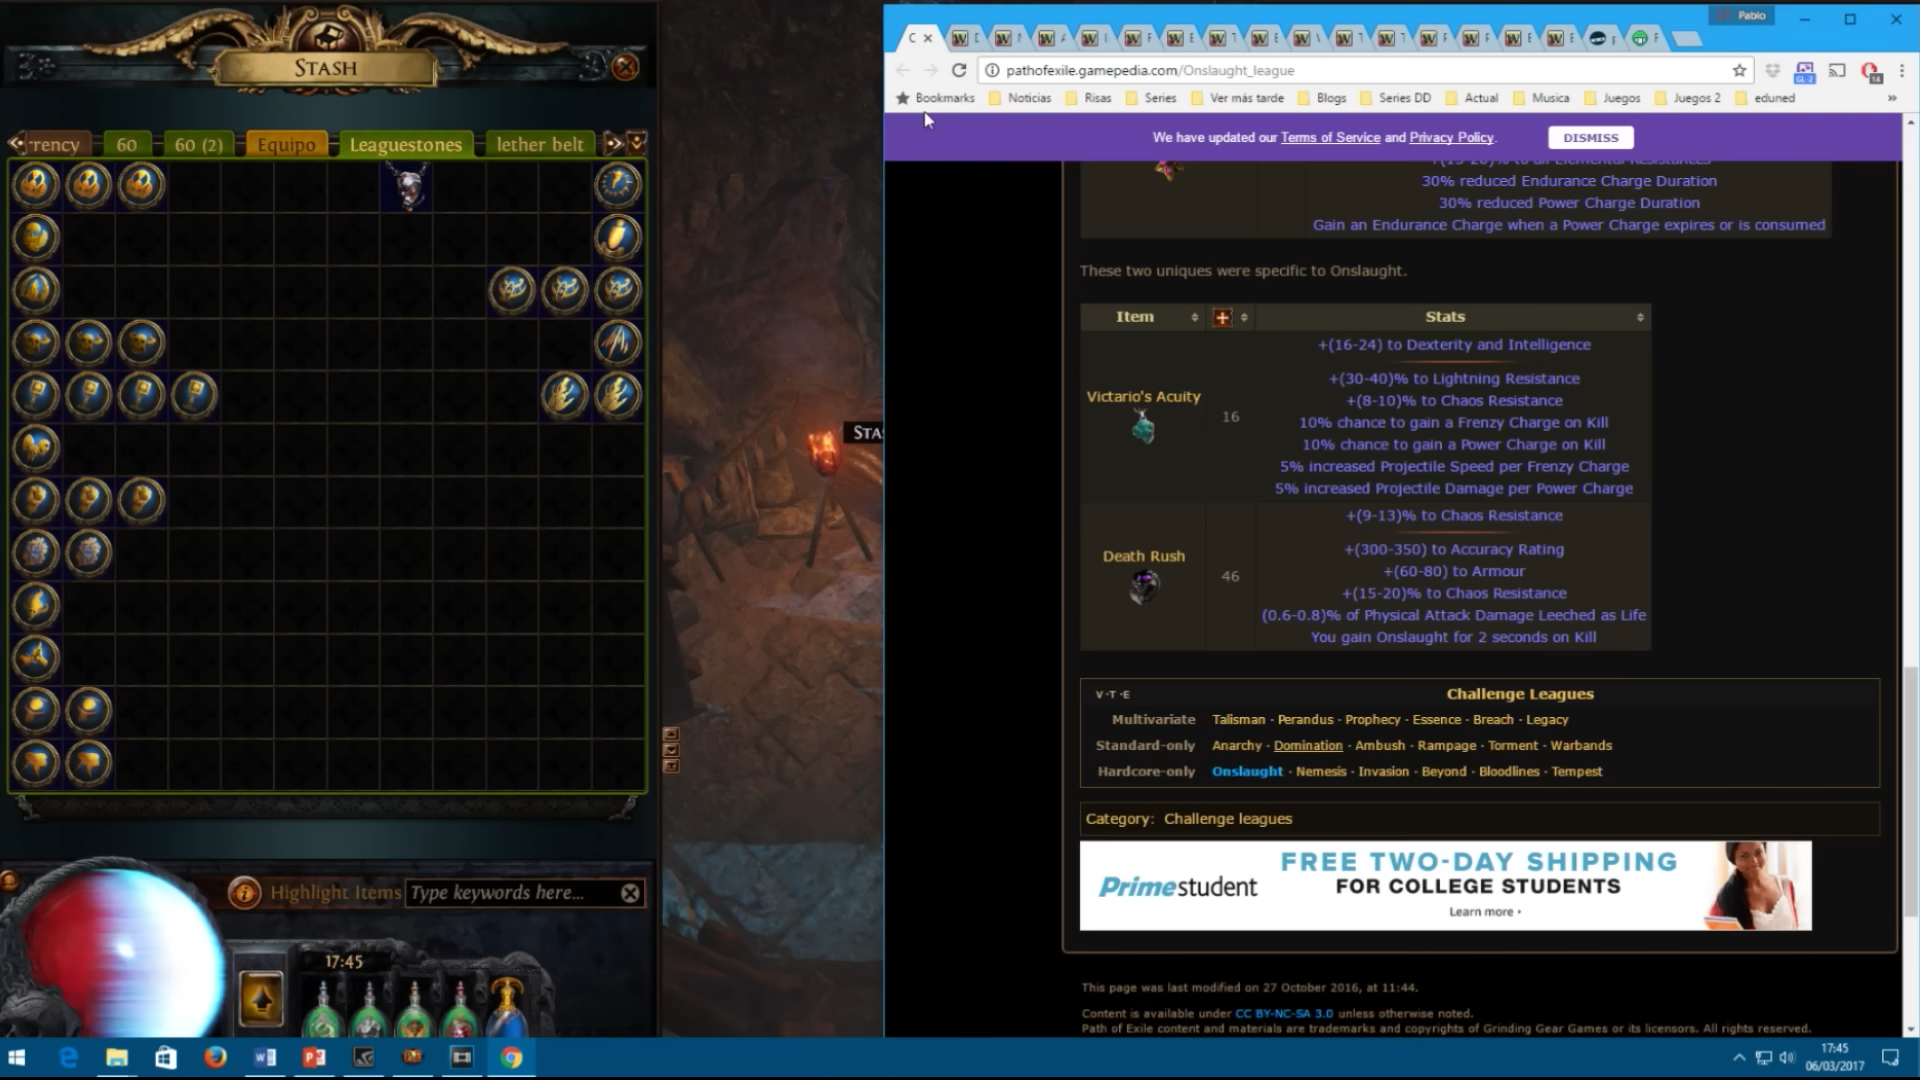 STASH
rrency
60
60 (2)
Equipo
Leaguestones
lether belt
STA
Highlight Items
Type keywords here...
17:45
Pablo
pathofexile.gamepedia.com/Onslaught_league
Bookmarks
Noticias
Risas
Series
Ver más tarde
Blogs
Series DD
Actual
Musica
Juegos
Juegos 2
eduned
»
We have updated our Terms of Service and Privacy Policy.
DISMISS
30% reduced Endurance Charge Duration
30% reduced Power Charge Duration
Gain an Endurance Charge when a Power Charge expires or is consumed
These two uniques were specific to Onslaught.
Item
Stats
Victario's Acuity
16
+(16-24) to Dexterity and Intelligence
+(30-40)% to Lightning Resistance
+(8-10)% to Chaos Resistance
10% chance to gain a Frenzy Charge on Kill
10% chance to gain a Power Charge on Kill
5% increased Projectile Speed per Frenzy Charge
5% increased Projectile Damage per Power Charge
Death Rush
46
+(9-13)% to Chaos Resistance
+(300-350) to Accuracy Rating
+(60-80) to Armour
+(15-20)% to Chaos Resistance
(0.6-0.8)% of Physical Attack Damage Leeched as Life
You gain Onslaught for 2 seconds on Kill
V·T·E
Challenge Leagues
Multivariate Talisman · Perandus · Prophecy · Essence · Breach · Legacy
Standard-only Anarchy · Domination · Ambush · Rampage · Torment · Warbands
Hardcore-only Onslaught · Nemesis · Invasion · Beyond · Bloodlines · Tempest
Category: Challenge leagues
Prime student
FREE TWO-DAY SHIPPING
FOR COLLEGE STUDENTS
Learn more ›
This page was last modified on 27 October 2016, at 11:44.
Content is available under CC BY-NC-SA 3.0 unless otherwise noted.
Path of Exile content and materials are trademarks and copyrights of Grinding Gear Games or its licensors. All rights reserved.
17:45
06/03/2017